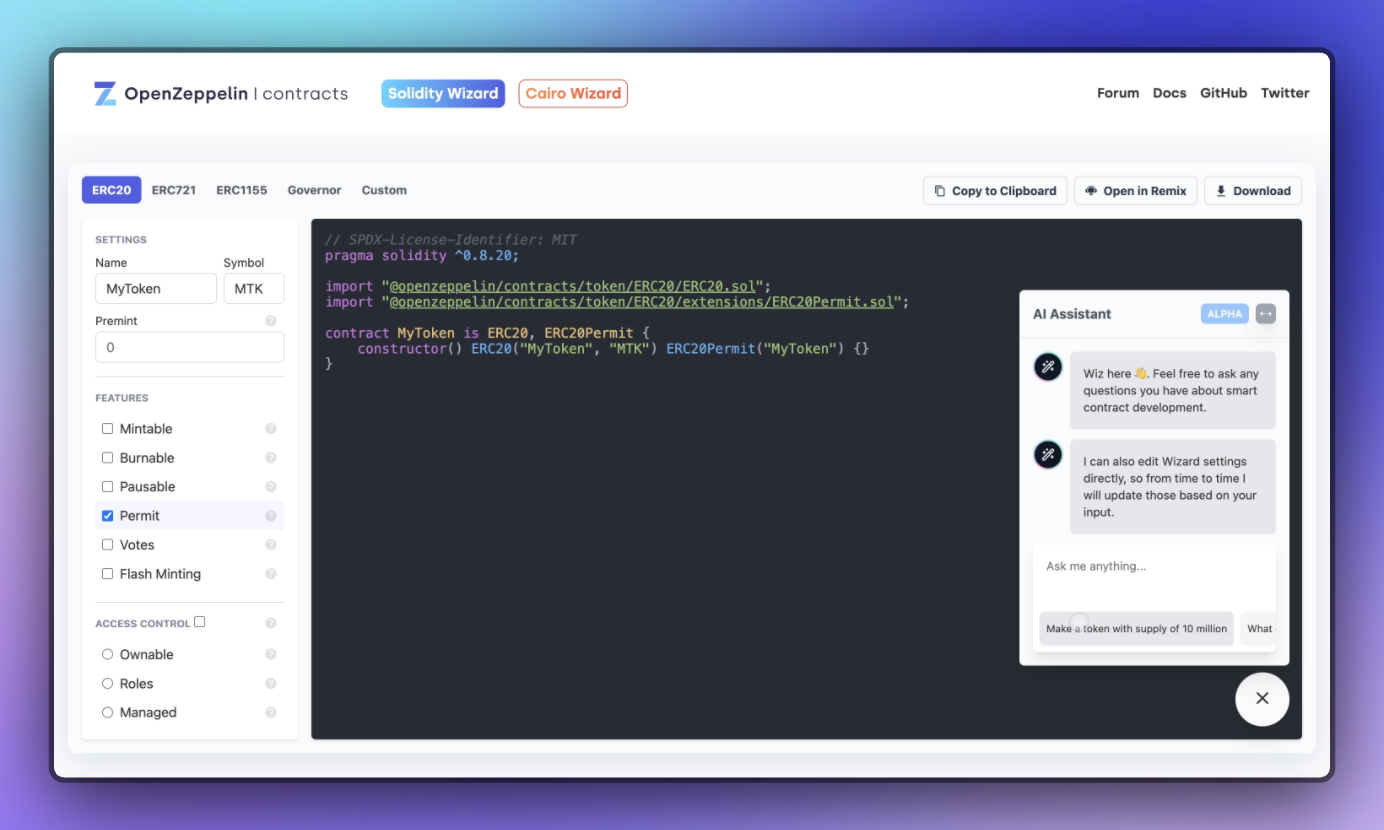 OpenZeppelin | contracts
Solidity Wizard
Cairo Wizard
Forum Docs GitHub Twitter
ERC20 ERC721 ERC1155 Governor Custom
Copy to Clipboard
Open in Remix
Download
SETTINGS
Name Symbol
MyToken MTK
Premint ?
0
FEATURES
Mintable ?
Burnable ?
Pausable ?
Permit ?
Votes ?
Flash Minting ?
ACCESS CONTROL ?
Ownable ?
Roles ?
Managed ?
// SPDX-License-Identifier: MIT
pragma solidity ^0.8.20;
import "@openzeppelin/contracts/token/ERC20/ERC20.sol";
import "@openzeppelin/contracts/token/ERC20/extensions/ERC20Permit.sol";
contract MyToken is ERC20, ERC20Permit {
    constructor() ERC20("MyToken", "MTK") ERC20Permit("MyToken") {}
}
AI Assistant
ALPHA
Wiz here 👋. Feel free to ask any
questions you have about smart
contract development.
I can also edit Wizard settings
directly, so from time to time I
will update those based on your
input.
Ask me anything...
Make a token with supply of 10 million
What